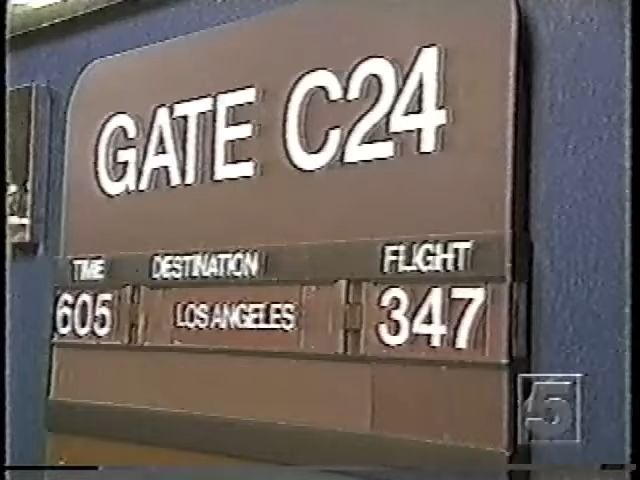 GATE C24
TIME DESTINATION FLIGHT
605 LOS ANGELES 347
5